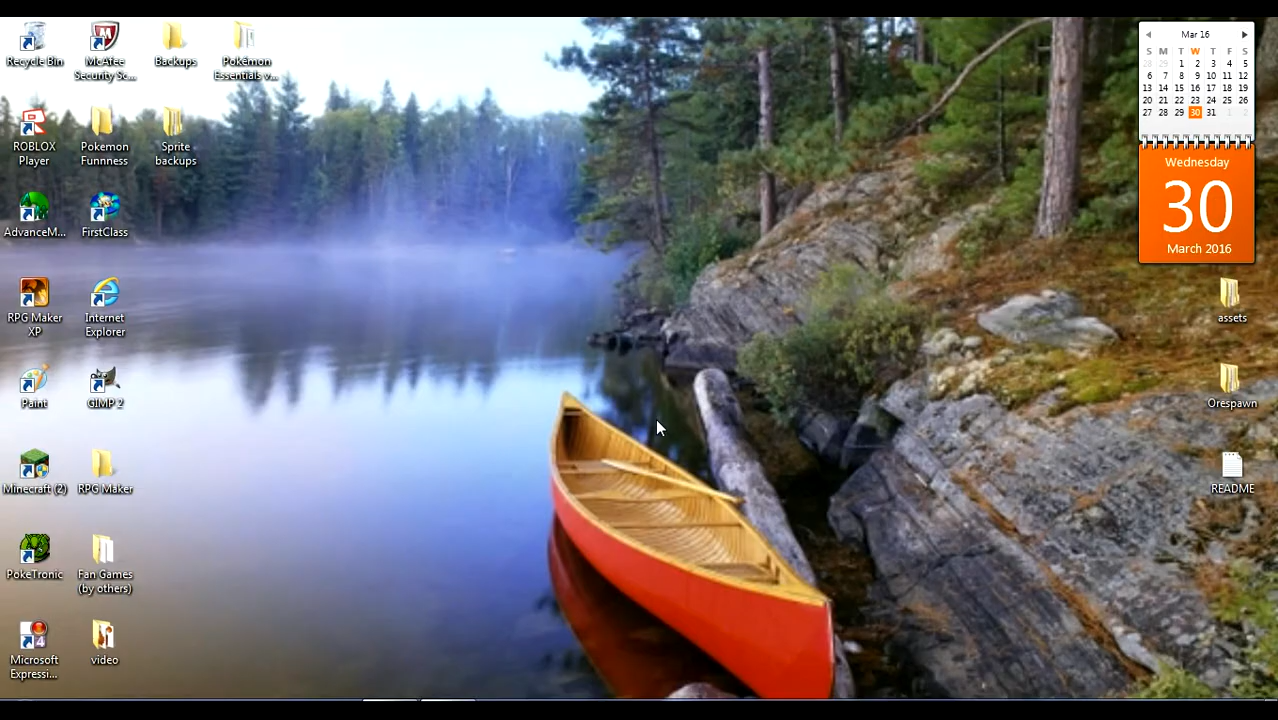 Recycle Bin
McAfee
Security Sc...
Backups
Pokémon
Essentials v...
ROBLOX
Player
Pokemon
Funnness
Sprite
backups
AdvanceM...
FirstClass
RPG Maker
XP
Internet
Explorer
Paint
GIMP 2
Minecraft (2)
RPG Maker
PokeTronic
Fan Games
(by others)
Microsoft
Expressi...
video
Mar 16
S M T W T F S
28 29 1 2 3 4 5
6 7 8 9 10 11 12
13 14 15 16 17 18 19
20 21 22 23 24 25 26
27 28 29 30 31 1 2
Wednesday
30
March 2016
assets
Orespawn
README